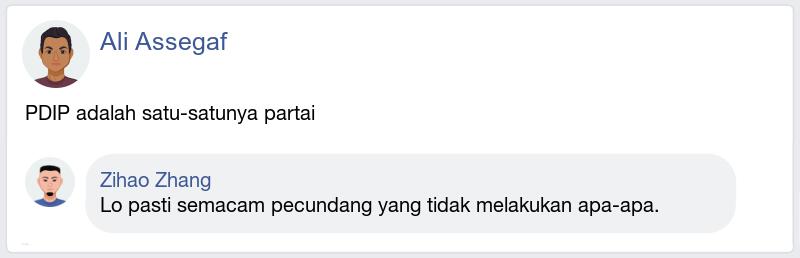 Ali Assegaf
PDIP adalah satu-satunya partai
Zihao Zhang
Lo pasti semacam pecundang yang tidak melakukan apa-apa.